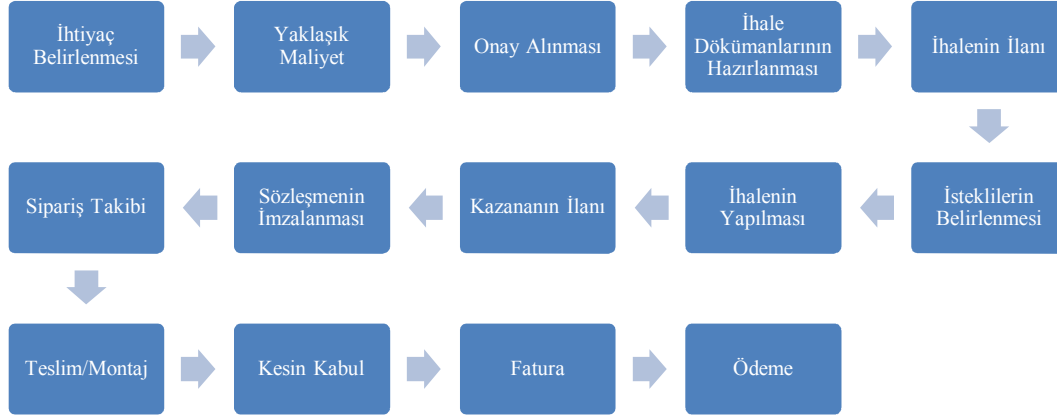 İhtiyaç
Belirlenmesi
Yaklaşık
Maliyet
Onay Alınması
İhale
Dökümanlarının
Hazırlanması
İhalenin İlanı
İsteklilerin
Belirlenmesi
İhalenin
Yapılması
Kazananın İlanı
Sözleşmenin
İmzalanması
Sipariş Takibi
Teslim/Montaj
Kesin Kabul
Fatura
Ödeme